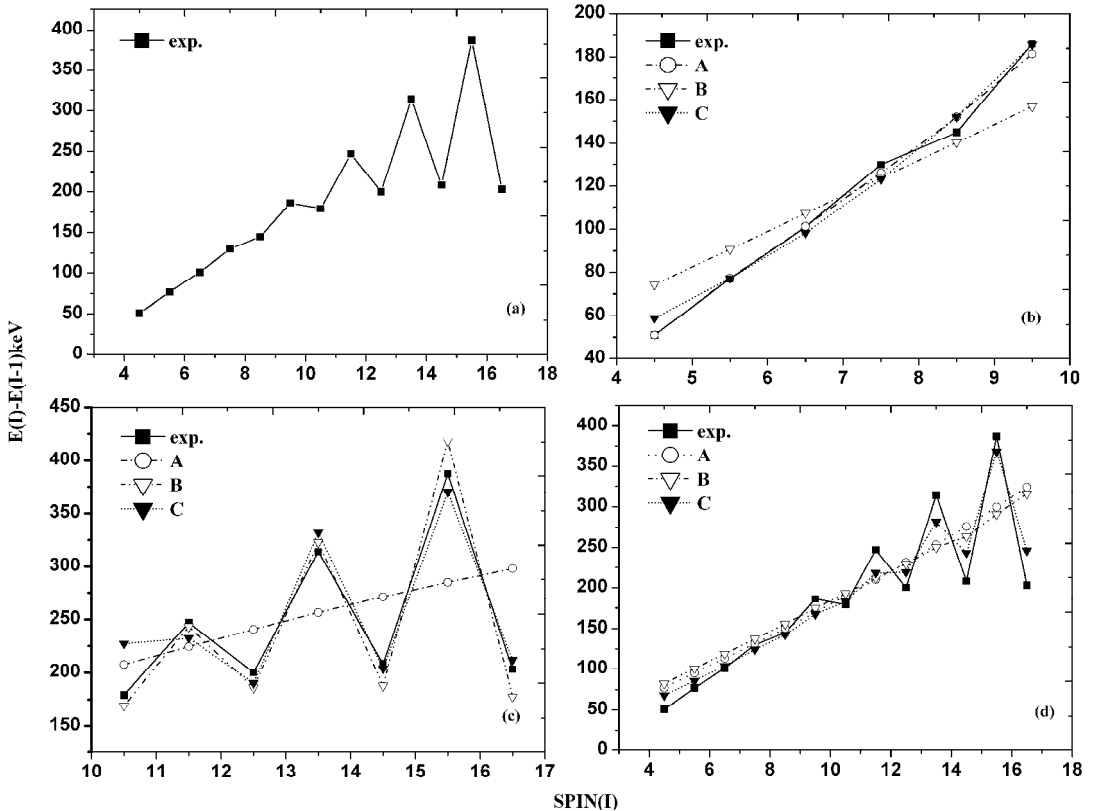 400
350
300
250
200
150
100
50
0
4 6 8 10 12 14 16 18
exp.
(a)
200
180
160
140
120
100
80
60
40
4 5 6 7 8 9 10
exp.
A
B
C
(b)
E(I)-E(I-1)keV
450
400
350
300
250
200
150
10 11 12 13 14 15 16 17
exp.
A
B
C
(c)
400
350
300
250
200
150
100
50
0
4 6 8 10 12 14 16 18
exp.
A
B
C
(d)
SPIN(I)